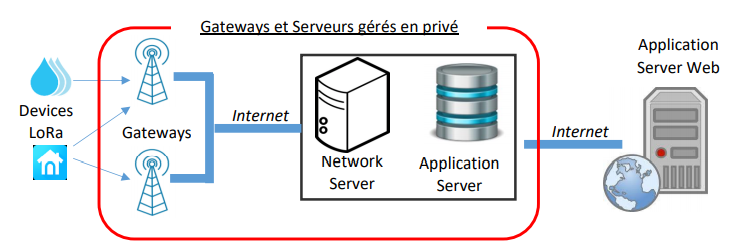 Gateways et Serveurs gérés en privé
Devices
LoRa
Gateways
Internet
Network
Server
Application
Server
Internet
Application
Server Web